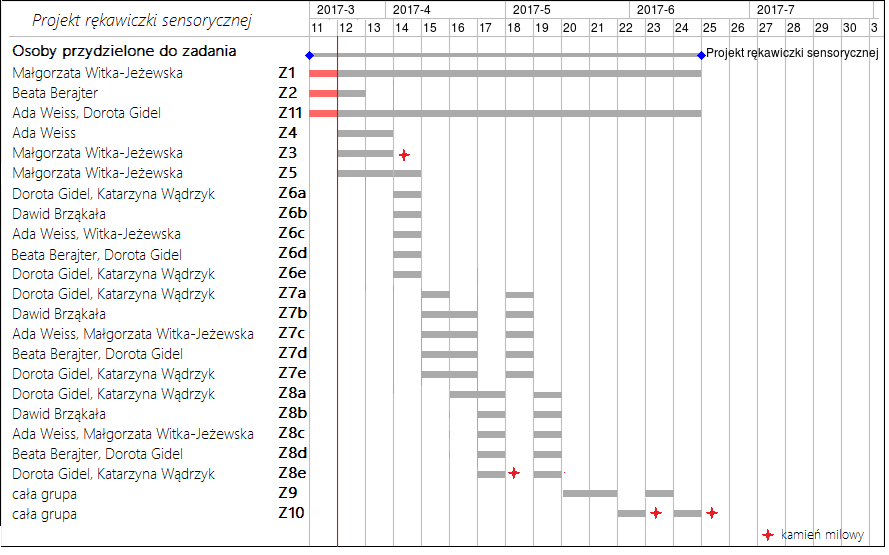 Projekt rękawiczki sensorycznej
2017-3 2017-4 2017-5 2017-6 2017-7
11 12 13 14 15 16 17 18 19 20 21 22 23 24 25 26 27 28 29 30 3
Osoby przydzielone do zadania Projekt rękawiczki sensorycznej
Małgorzata Witka-Jeżewska Z1
Beata Berajter Z2
Ada Weiss, Dorota Gidel Z11
Ada Weiss Z4
Małgorzata Witka-Jeżewska Z3
Małgorzata Witka-Jeżewska Z5
Dorota Gidel, Katarzyna Wądrzyk Z6a
Dawid Brząkała Z6b
Ada Weiss, Witka-Jeżewska Z6c
Beata Berajter, Dorota Gidel Z6d
Dorota Gidel, Katarzyna Wądrzyk Z6e
Dorota Gidel, Katarzyna Wądrzyk Z7a
Dawid Brząkała Z7b
Ada Weiss, Małgorzata Witka-Jeżewska Z7c
Beata Berajter, Dorota Gidel Z7d
Dorota Gidel, Katarzyna Wądrzyk Z7e
Dorota Gidel, Katarzyna Wądrzyk Z8a
Dawid Brząkała Z8b
Ada Weiss, Małgorzata Witka-Jeżewska Z8c
Beata Berajter, Dorota Gidel Z8d
Dorota Gidel, Katarzyna Wądrzyk Z8e
cała grupa Z9
cała grupa Z10
kamień milowy